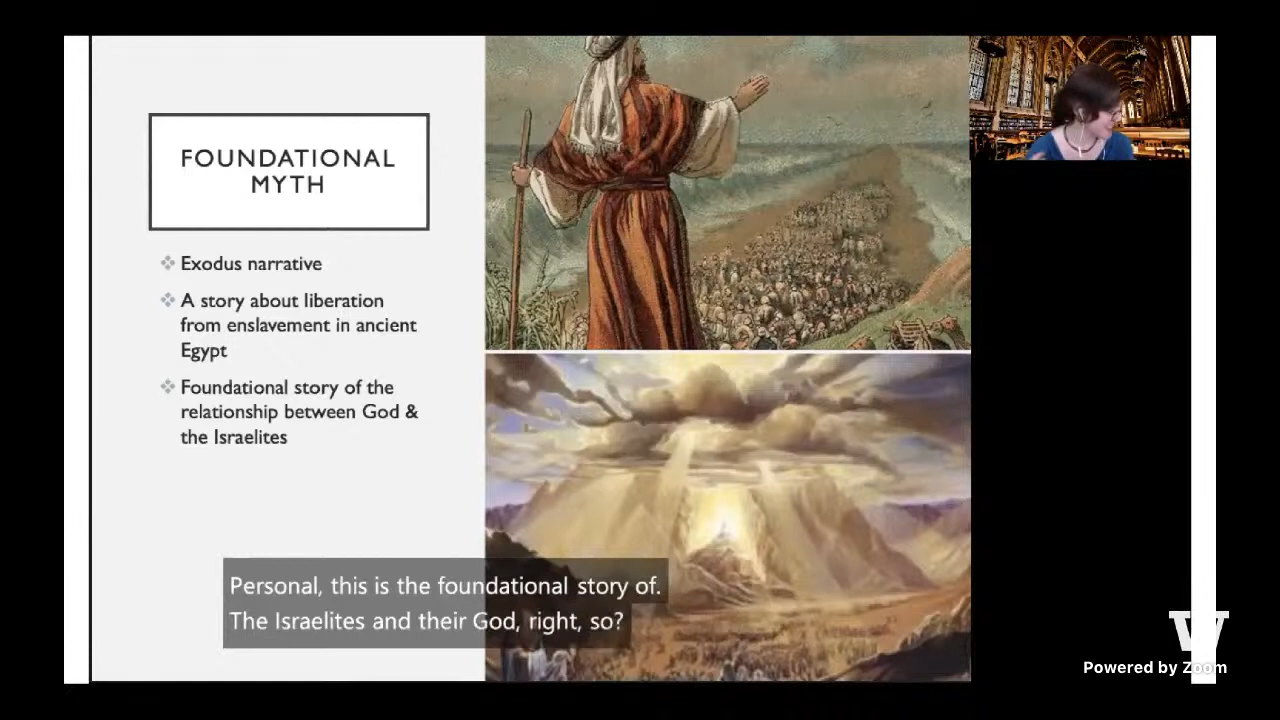 FOUNDATIONAL
MYTH
Exodus narrative
A story about liberation
from enslavement in ancient
Egypt
Foundational story of the
relationship between God &
the Israelites
Personal, this is the foundational story of.
The Israelites and their God, right, so?
W
Powered by Zoom